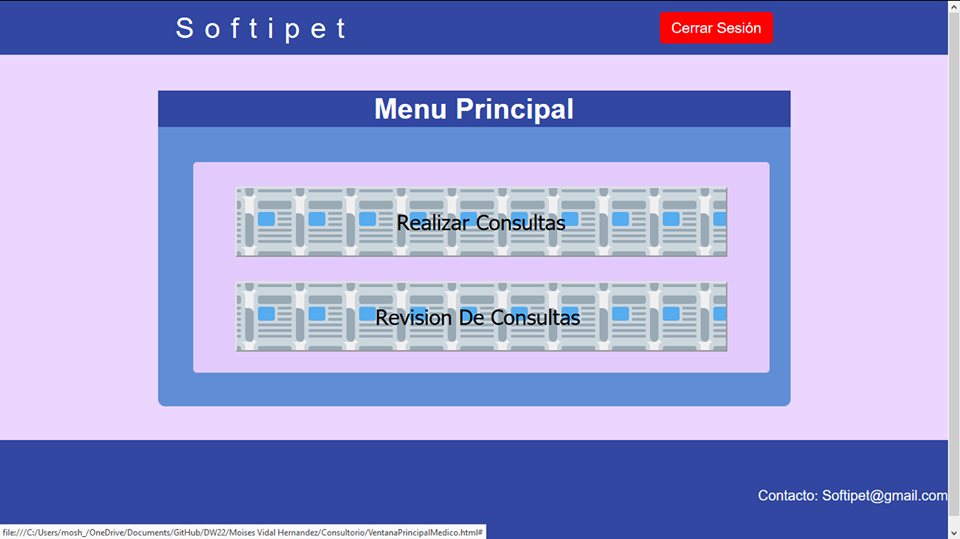 Softipet
Cerrar Sesión
Menu Principal
Realizar Consultas
Revision De Consultas
Contacto: Softipet@gmail.com
file:///C:/Users/mosh_/OneDrive/Documents/GitHub/DW22/Moises Vidal Hernandez/Consultorio/VentanaPrincipalMedico.html#